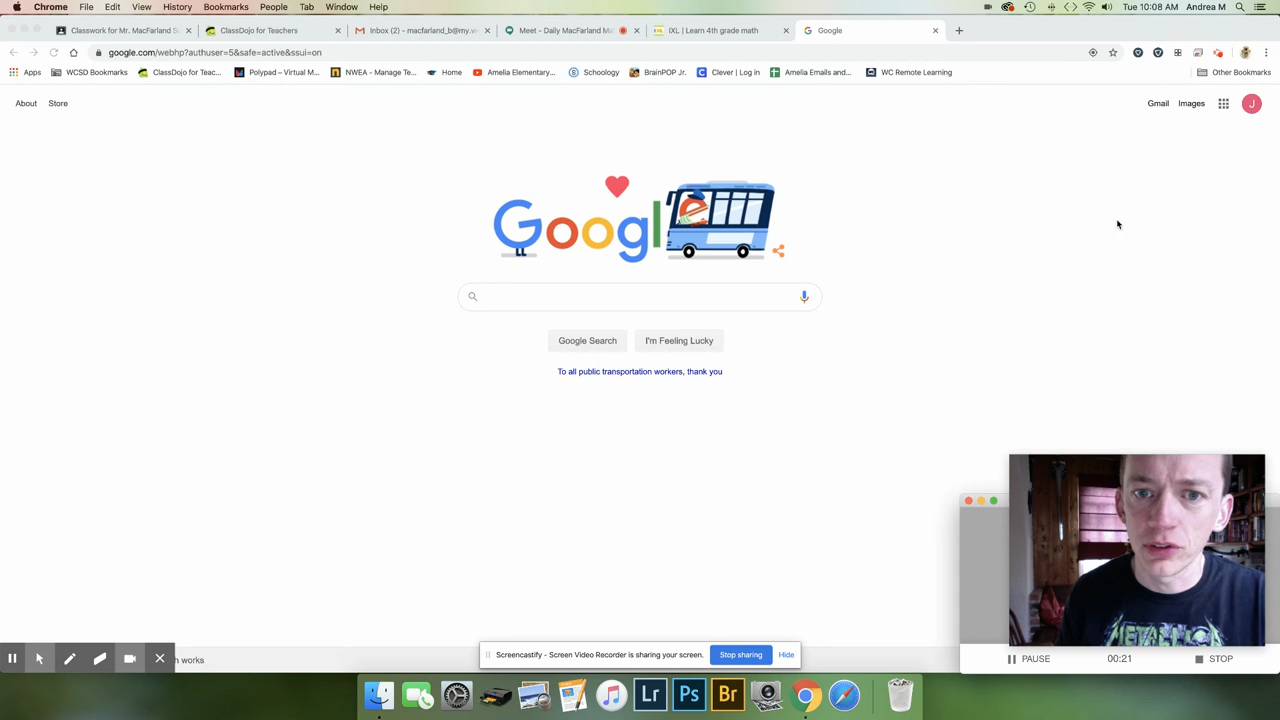 Chrome File Edit View History Bookmarks People Tab Window Help Tue 10:08 AM Andrea M
Classwork for Mr. MacFarland S ClassDojo for Teachers Inbox (2) - macfarland_b@my. Meet - Daily MacFarland Ma IXL | Learn 4th grade math Google
google.com/webhp?authuser=5&safe=active&ssui=on
Apps WCSD Bookmarks ClassDojo for Teac... Polypad – Virtual M... NWEA - Manage Te... Home Amelia Elementary... Schoology BrainPOP Jr. Clever | Log in Amelia Emails and... WC Remote Learning Other Bookmarks
About Store Gmail Images J
Google
Google Search I'm Feeling Lucky
To all public transportation workers, thank you
METALLICA
Screencastify - Screen Video Recorder is sharing your screen. Stop sharing Hide
works
PAUSE 00:21 STOP
Lr Ps Br